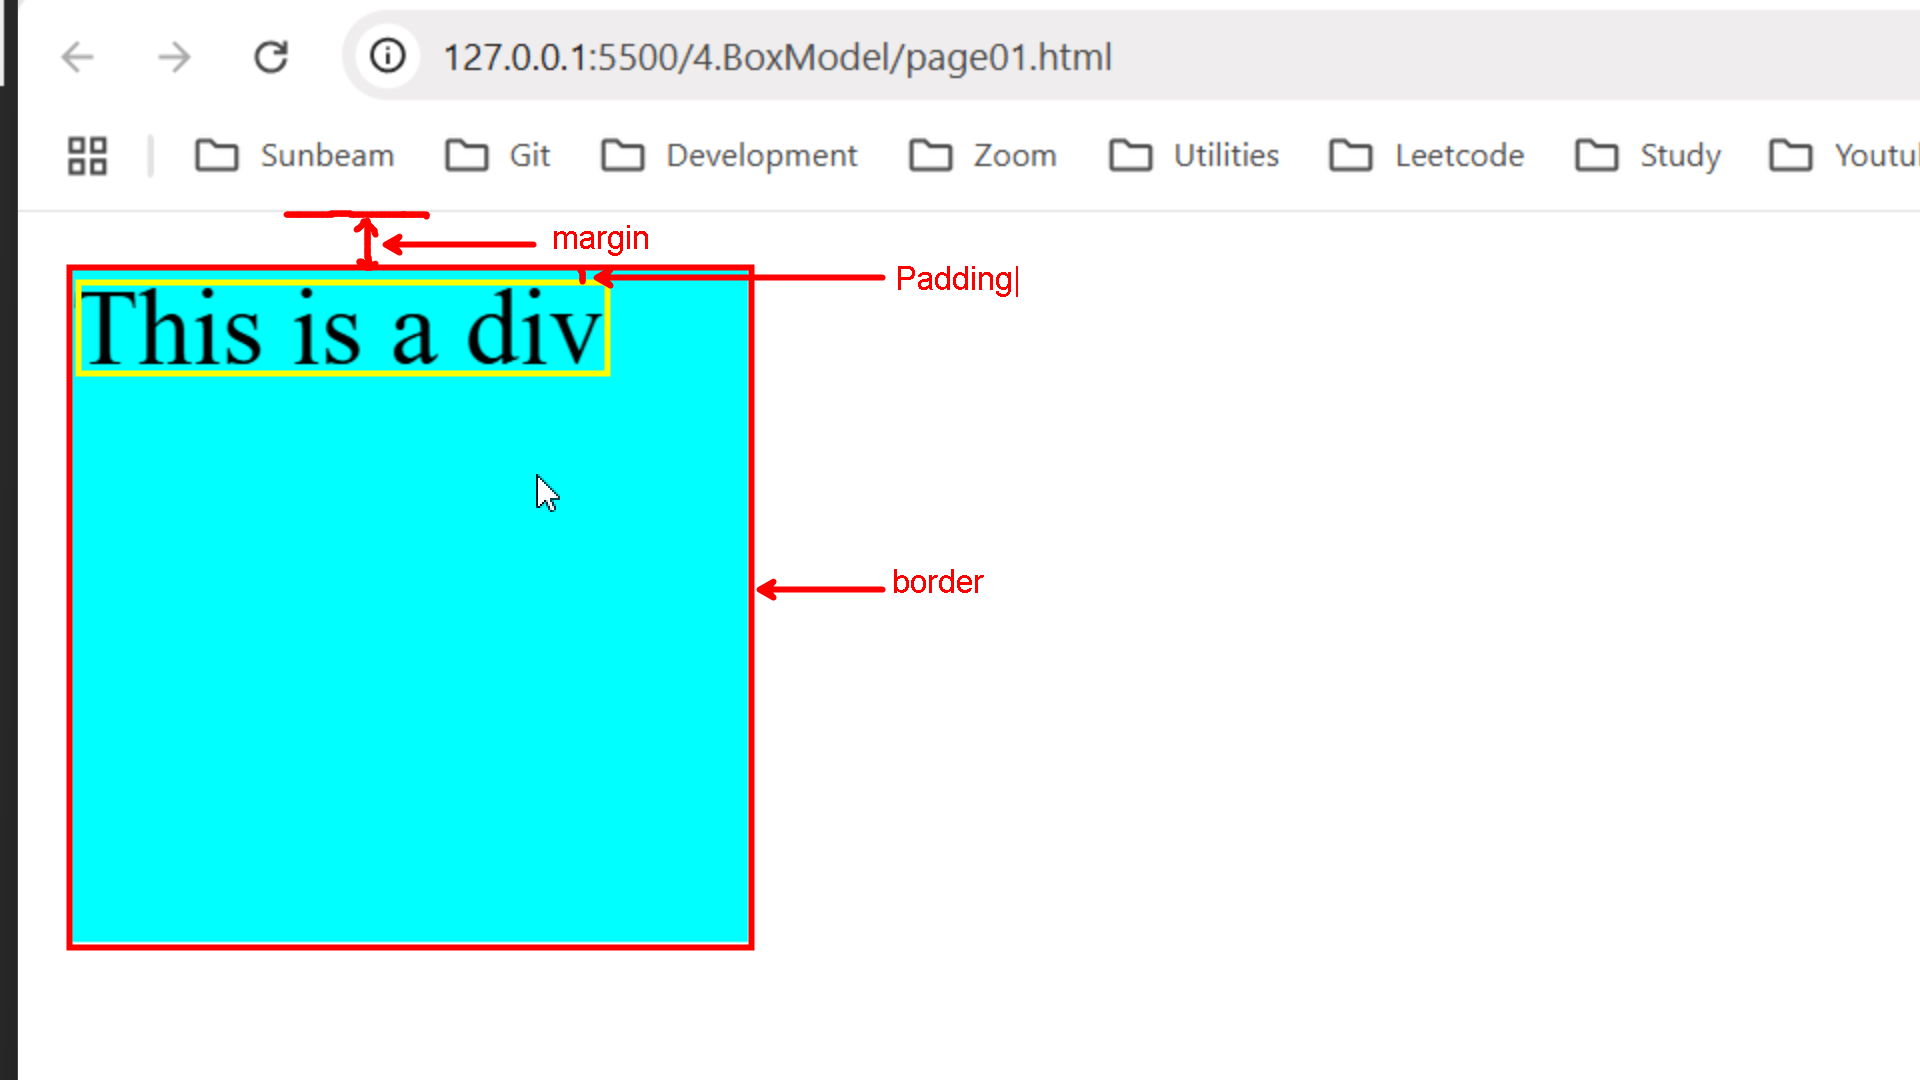 127.0.0.1:5500/4.BoxModel/page01.html
Sunbeam Git Development Zoom Utilities Leetcode Study Youtu
margin
Padding
This is a div
border